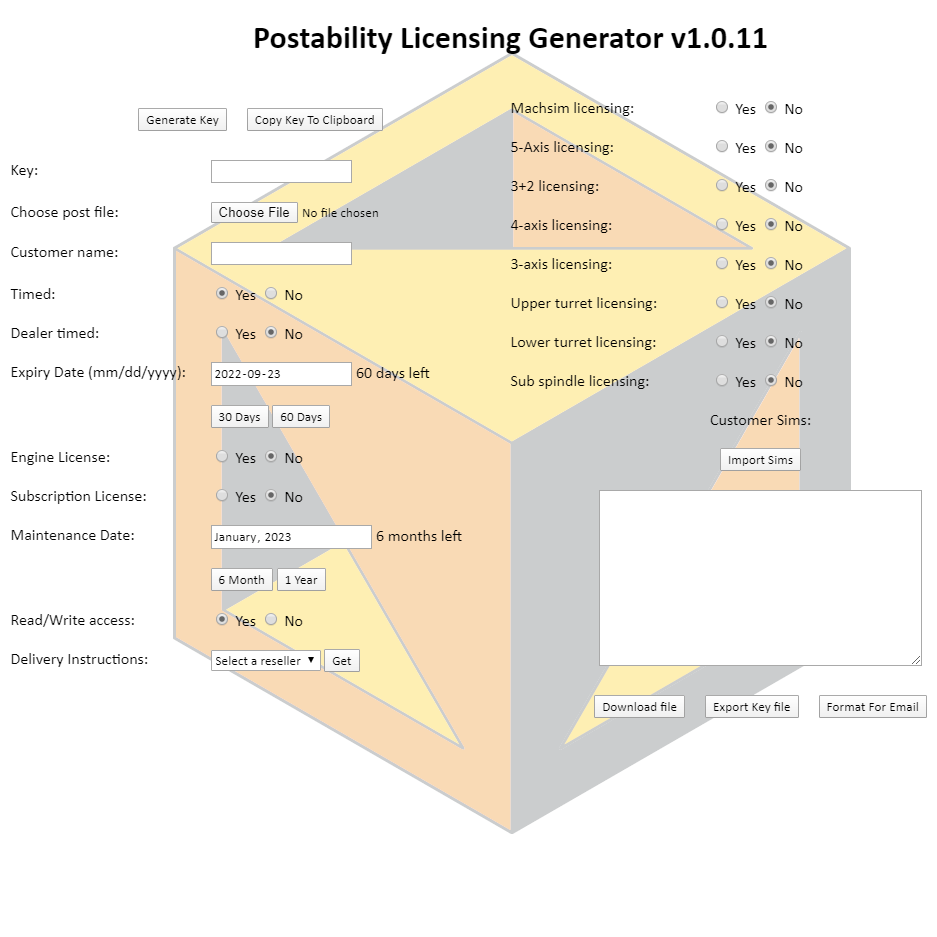 Postability Licensing Generator v1.0.11
Generate Key Copy Key To Clipboard
Key:
Choose post file: Choose File No file chosen
Customer name:
Timed: Yes No
Dealer timed: Yes No
Expiry Date (mm/dd/yyyy): 2022-09-23 60 days left
30 Days 60 Days
Engine License: Yes No
Subscription License: Yes No
Maintenance Date: January, 2023 6 months left
6 Month 1 Year
Read/Write access: Yes No
Delivery Instructions: Select a reseller Get
Machsim licensing: Yes No
5-Axis licensing: Yes No
3+2 licensing: Yes No
4-axis licensing: Yes No
3-axis licensing: Yes No
Upper turret licensing: Yes No
Lower turret licensing: Yes No
Sub spindle licensing: Yes No
Customer Sims:
Import Sims
Download file Export Key file Format For Email